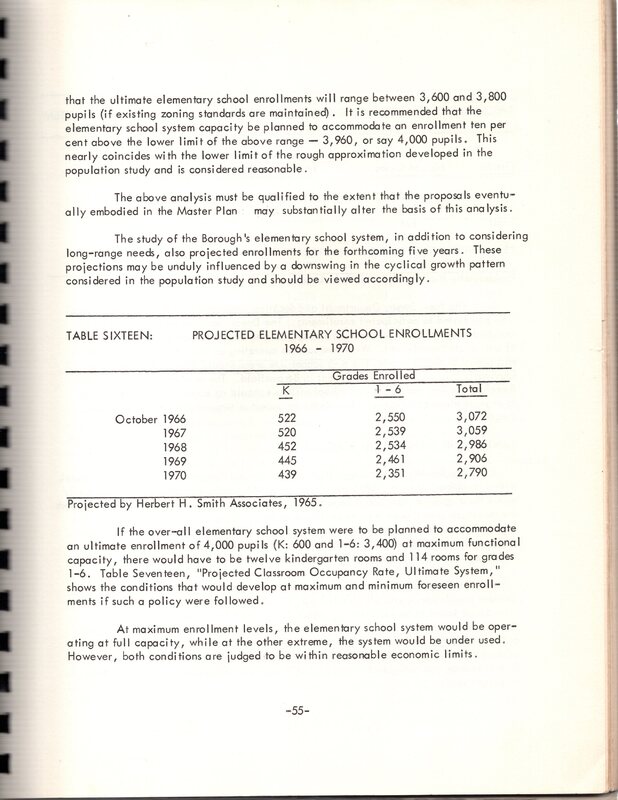 that the ultimate elementary school enrollments will range between 3,600 and 3,800
pupils (if existing zoning standards are maintained). It is recommended that the
elementary school system capacity be planned to accommodate an enrollment ten per
cent above the lower limit of the above range — 3,960, or say 4,000 pupils. This
nearly coincides with the lower limit of the rough approximation developed in the
population study and is considered reasonable.
The above analysis must be qualified to the extent that the proposals eventu-
ally embodied in the Master Plan may substantially alter the basis of this analysis.
The study of the Borough's elementary school system, in addition to considering
long-range needs, also projected enrollments for the forthcoming five years. These
projections may be unduly influenced by a downswing in the cyclical growth pattern
considered in the population study and should be viewed accordingly.
TABLE SIXTEEN: PROJECTED ELEMENTARY SCHOOL ENROLLMENTS
1966 - 1970
Grades Enrolled
K 1 - 6 Total
October 1966 522 2,550 3,072
1967 520 2,539 3,059
1968 452 2,534 2,986
1969 445 2,461 2,906
1970 439 2,351 2,790
Projected by Herbert H. Smith Associates, 1965.
If the over-all elementary school system were to be planned to accommodate
an ultimate enrollment of 4,000 pupils (K: 600 and 1-6: 3,400) at maximum functional
capacity, there would have to be twelve kindergarten rooms and 114 rooms for grades
1-6. Table Seventeen, "Projected Classroom Occupancy Rate, Ultimate System,"
shows the conditions that would develop at maximum and minimum foreseen enroll-
ments if such a policy were followed.
At maximum enrollment levels, the elementary school system would be oper-
ating at full capacity, while at the other extreme, the system would be under used.
However, both conditions are judged to be within reasonable economic limits.
-55-